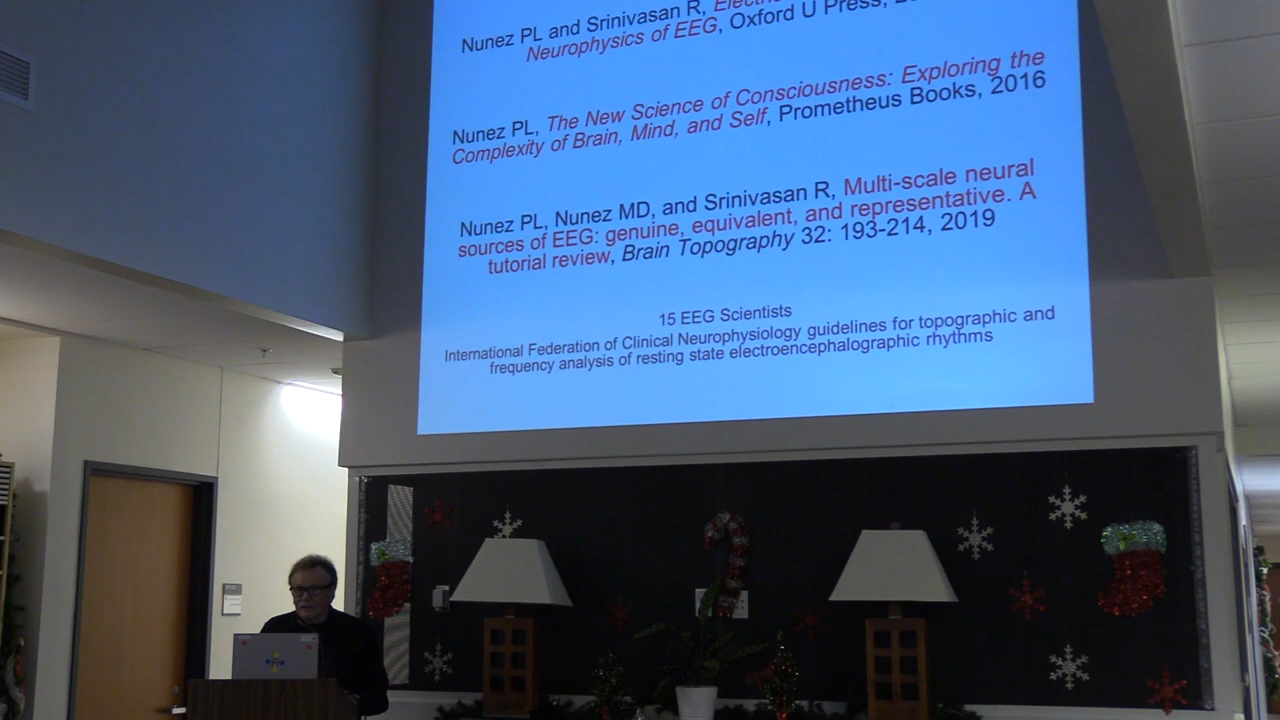 Nunez PL and Srinivasan R,
Neurophysics of EEG, Oxford U Press,
Nunez PL, The New Science of Consciousness: Exploring the
Complexity of Brain, Mind, and Self, Prometheus Books, 2016
Nunez PL, Nunez MD, and Srinivasan R, Multi-scale neural
sources of EEG: genuine, equivalent, and representative. A
tutorial review, Brain Topography 32: 193-214, 2019
15 EEG Scientists
International Federation of Clinical Neurophysiology guidelines for topographic and
frequency analysis of resting state electroencephalographic rhythms